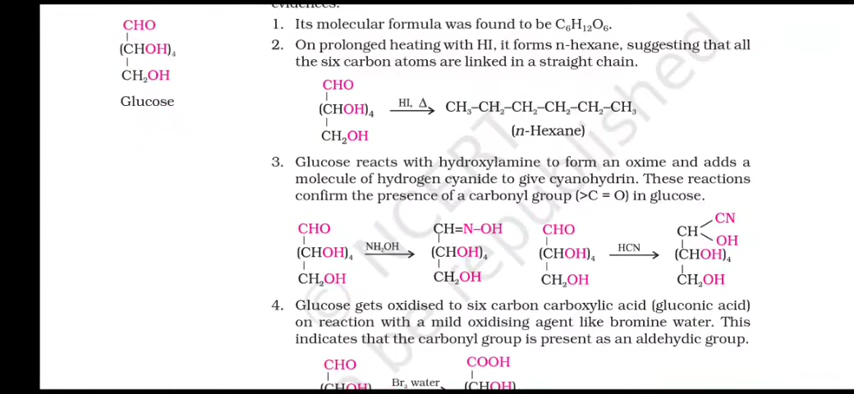 evidences:
CHO
(CHOH)₄
CH₂OH
Glucose
1. Its molecular formula was found to be C₆H₁₂O₆.
2. On prolonged heating with HI, it forms n-hexane, suggesting that all
the six carbon atoms are linked in a straight chain.
CHO
(CHOH)₄ HI, Δ → CH₃–CH₂–CH₂–CH₂–CH₂–CH₃
CH₂OH (n-Hexane)
3. Glucose reacts with hydroxylamine to form an oxime and adds a
molecule of hydrogen cyanide to give cyanohydrin. These reactions
confirm the presence of a carbonyl group (>C = O) in glucose.
CHO CH=N–OH CHO CH CN OH
(CHOH)₄ NH₂OH → (CHOH)₄ (CHOH)₄ HCN → (CHOH)₄
CH₂OH CH₂OH CH₂OH CH₂OH
4. Glucose gets oxidised to six carbon carboxylic acid (gluconic acid)
on reaction with a mild oxidising agent like bromine water. This
indicates that the carbonyl group is present as an aldehydic group.
CHO COOH
(CHOH) Br₂ water (CHOH)
© NCERT
be republished